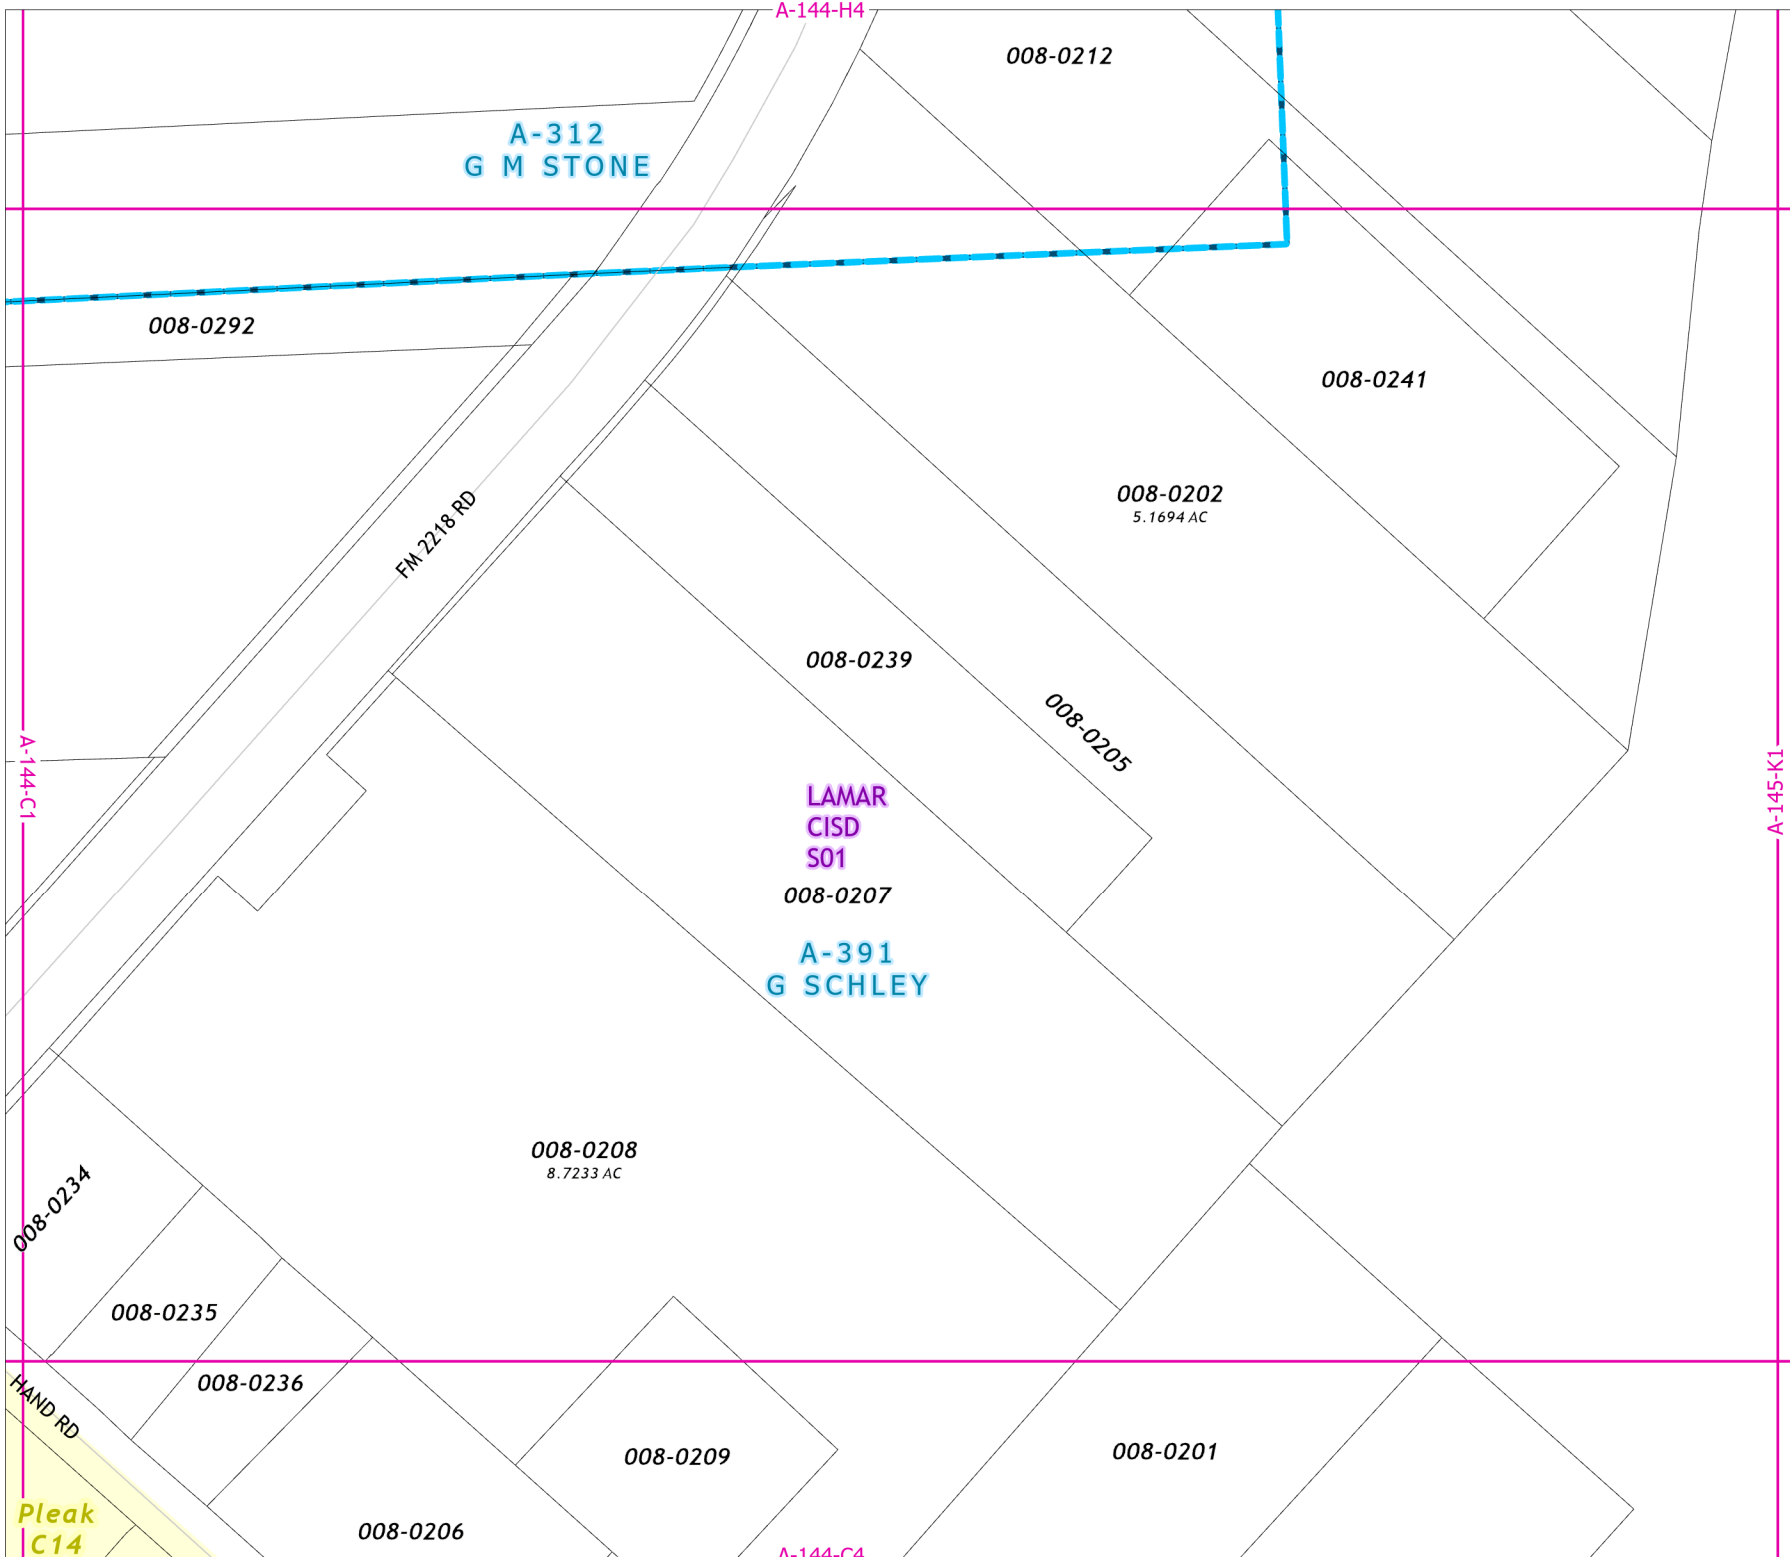 A-144-H4
008-0212
A-312
G M STONE
008-0292
008-0241
008-0202
5.1694 AC
FM 2218 RD
008-0239
008-0205
A-144-C1
A-145-K1
LAMAR
CISD
S01
008-0207
A-391
G SCHLEY
008-0208
8.7233 AC
008-0234
008-0235
008-0236
HAND RD
008-0209
008-0201
Pleak
C14
008-0206
A-144-C4